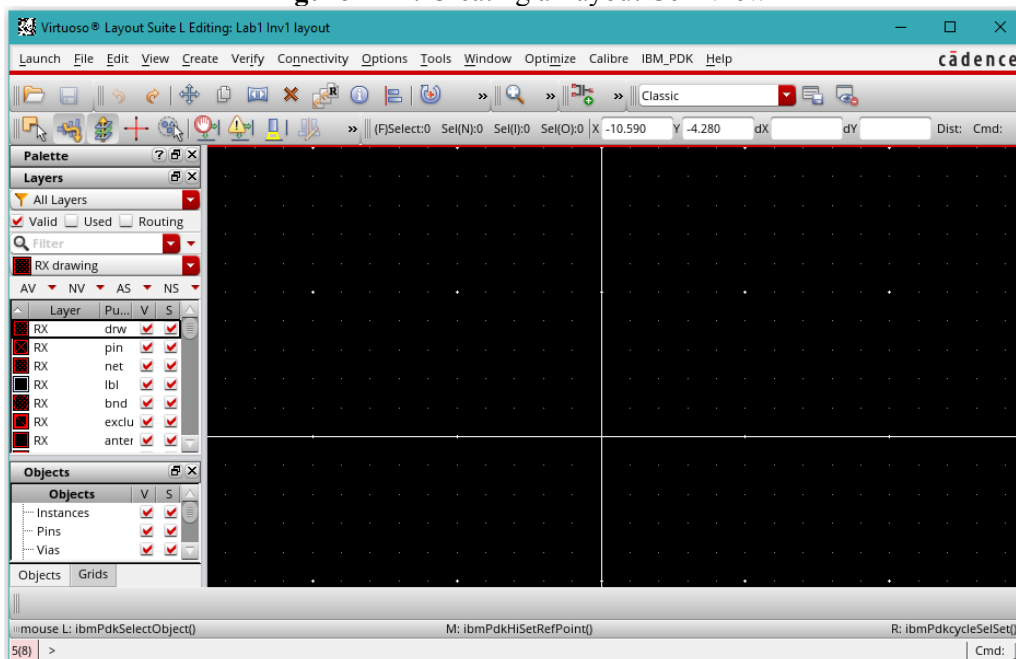 Virtuoso® Layout Suite L Editing: Lab1 Inv1 layout
Launch File Edit View Create Verify Connectivity Options Tools Window Optimize Calibre IBM_PDK Help cādence
R » » » Classic
» (F)Select:0 Sel(N):0 Sel(I):0 Sel(O):0 X -10.590 Y -4.280 dX dY Dist: Cmd:
Palette
Layers
All Layers
Valid Used Routing
Filter
RX drawing
AV NV AS NS
Layer Pu... V S
RX drw
RX pin
RX net
RX lbl
RX bnd
RX exclu
RX anter
Objects
Objects V S
Instances
Pins
Vias
Objects Grids
mouse L: ibmPdkSelectObject() M: ibmPdkHiSetRefPoint() R: ibmPdkcycleSelSet()
5(8) > Cmd: